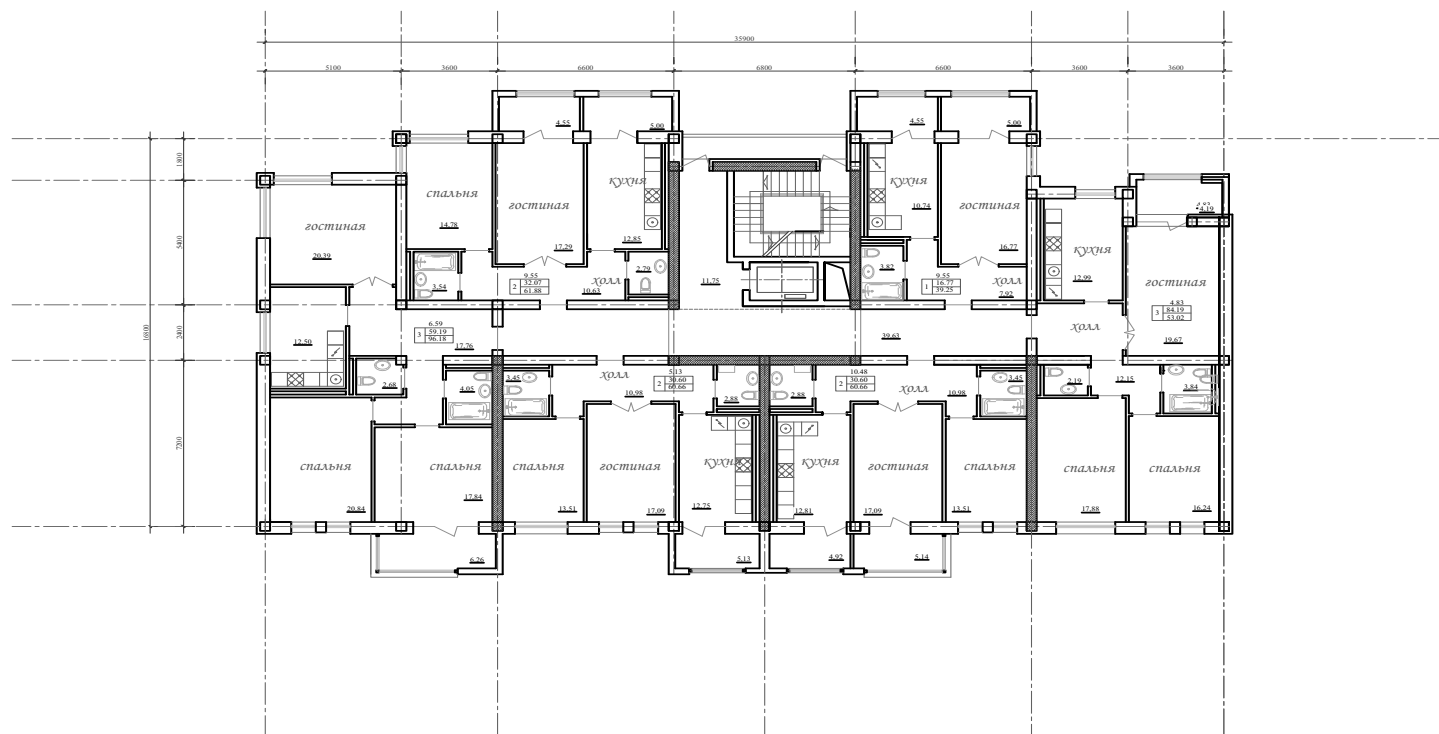 35900
5100 3600 6600 6800 6600 3600 3600
16800
1800
5400
2400
7200
4.55
5.00
4.55
5.00
спальня
14.78
гостиная
17.29
кухня
12.85
кухня
10.74
гостиная
16.77
4.19
гостиная
20.39
кухня
12.99
гостиная
19.67
3.54
9.55
2 32.07
61.88
холл
10.63
2.79
11.75
3.82
9.55
1 16.77
39.25
холл
7.92
4.83
3 84.19
53.02
холл
12.50
6.59
3 59.19
96.18
17.76
39.63
2.68
4.05
3.45
холл
10.98
5.13
2 30.60
60.66
2.88
2.88
10.48
2 30.60
60.66
холл
10.98
3.45
2.19
12.15
3.84
спальня
20.84
спальня
17.84
спальня
13.51
гостиная
17.09
кухня
12.75
кухня
12.81
гостиная
17.09
спальня
13.51
спальня
17.88
спальня
16.24
6.26
5.13
4.92
5.14